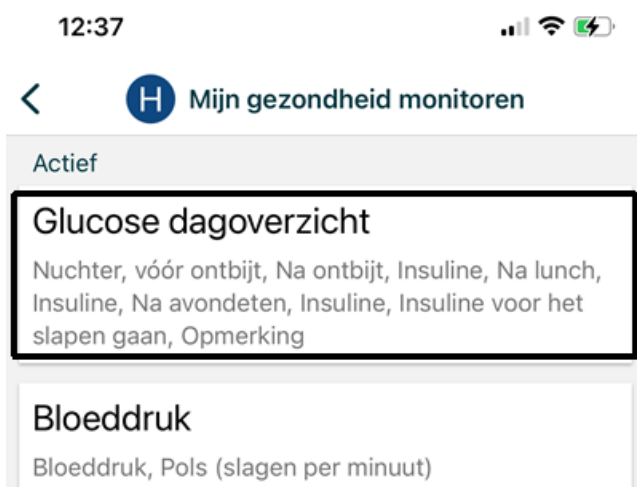 12:37
H Mijn gezondheid monitoren
Actief
Glucose dagoverzicht
Nuchter, vóór ontbijt, Na ontbijt, Insuline, Na lunch,
Insuline, Na avondeten, Insuline, Insuline voor het
slapen gaan, Opmerking
Bloeddruk
Bloeddruk, Pols (slagen per minuut)